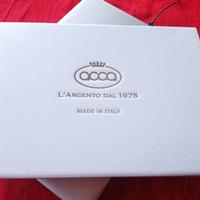 acca
L'ARGENTO DAL 1975
MADE IN ITALY